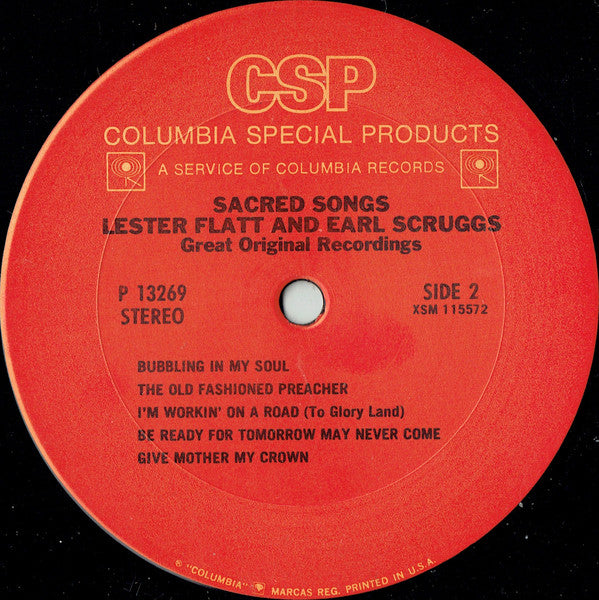 CSP
COLUMBIA SPECIAL PRODUCTS
A SERVICE OF COLUMBIA RECORDS
SACRED SONGS
LESTER FLATT AND EARL SCRUGGS
Great Original Recordings
P 13269
STEREO
SIDE 2
XSM 115572
BUBBLING IN MY SOUL
THE OLD FASHIONED PREACHER
I'M WORKIN' ON A ROAD (To Glory Land)
BE READY FOR TOMORROW MAY NEVER COME
GIVE MOTHER MY CROWN
® "COLUMBIA" MARCAS REG. PRINTED IN U.S.A.